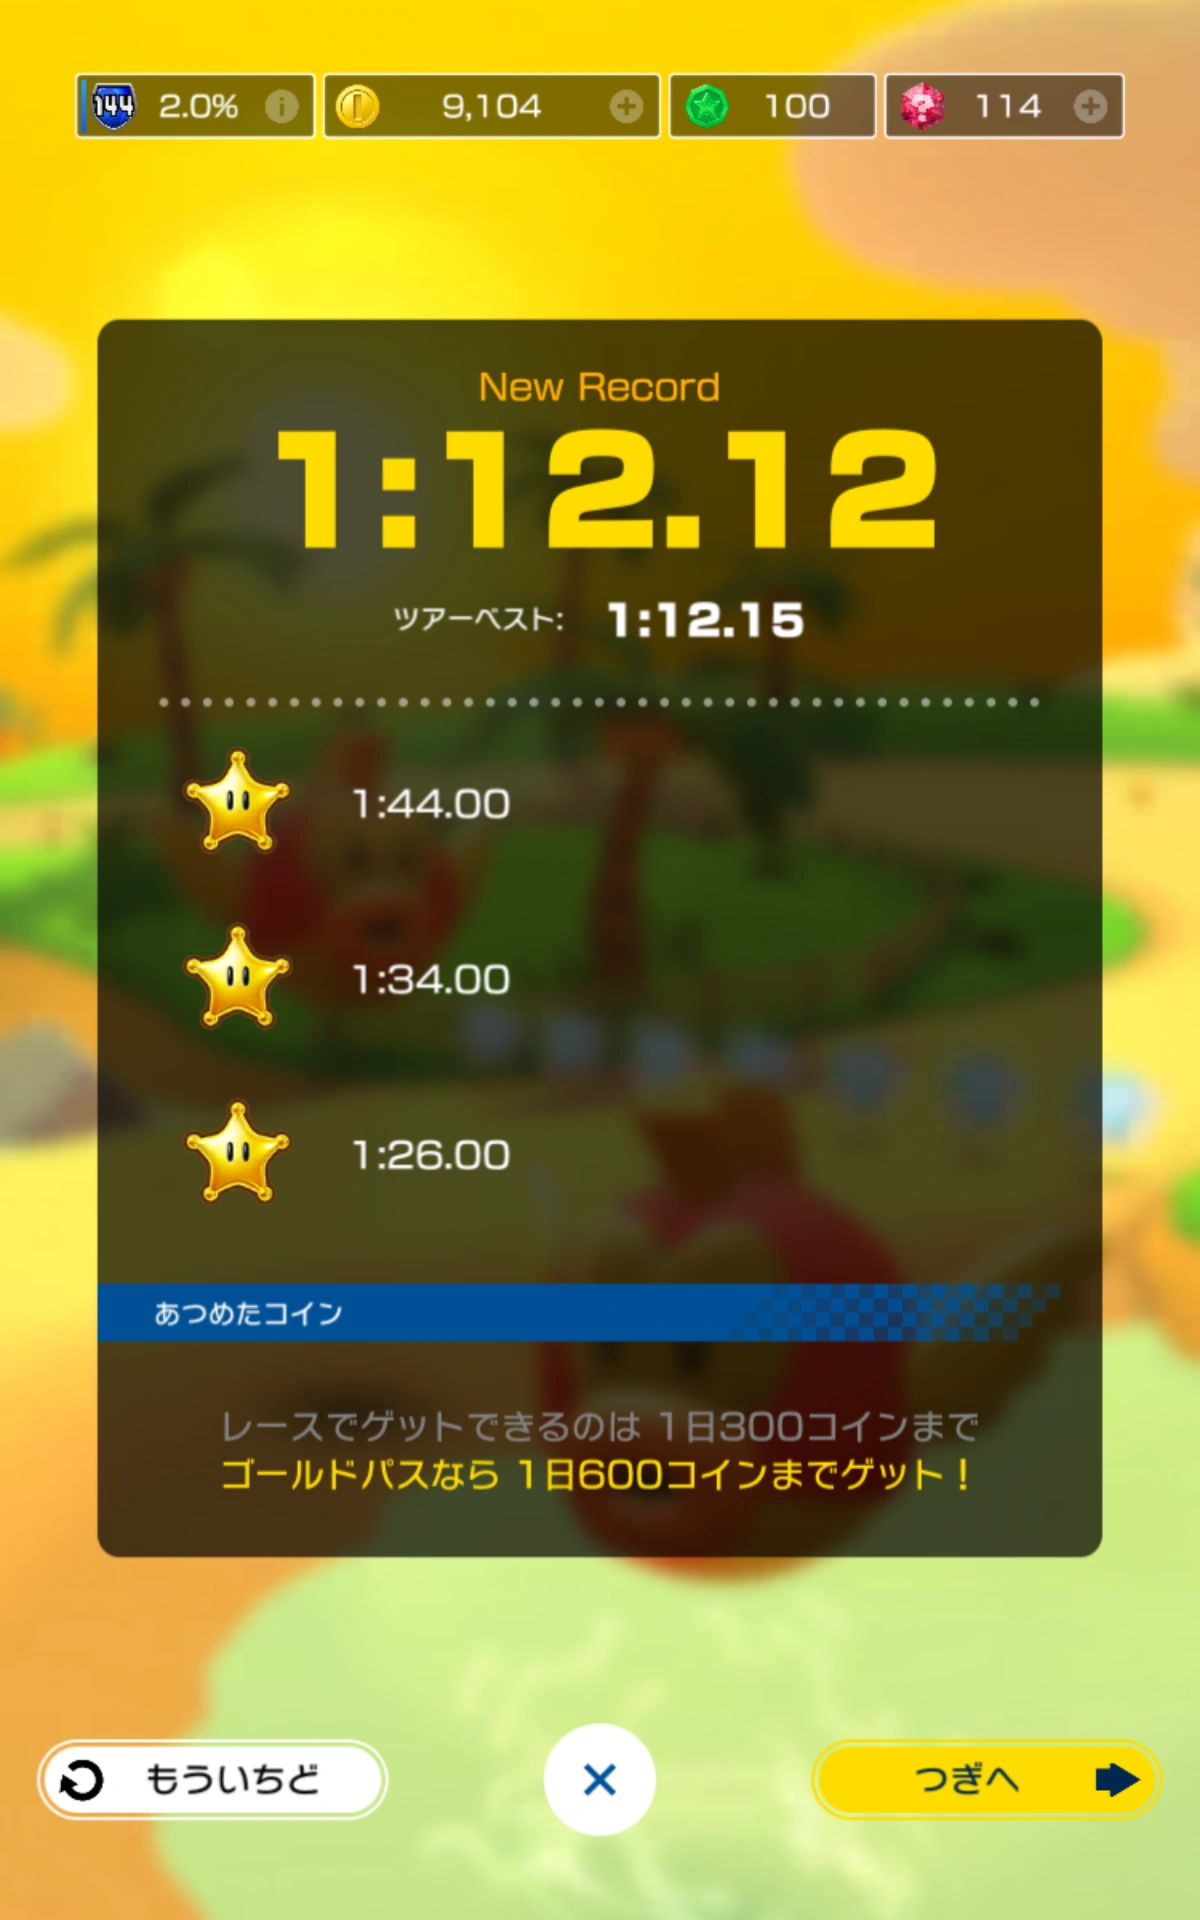 144 2.0% 9,104 100 114
New Record
1:12.12
ツアーベスト: 1:12.15
1:44.00
1:34.00
1:26.00
あつめたコイン
レースでゲットできるのは 1日300コインまで
ゴールドパスなら 1日600コインまでゲット！
もういちど つぎへ